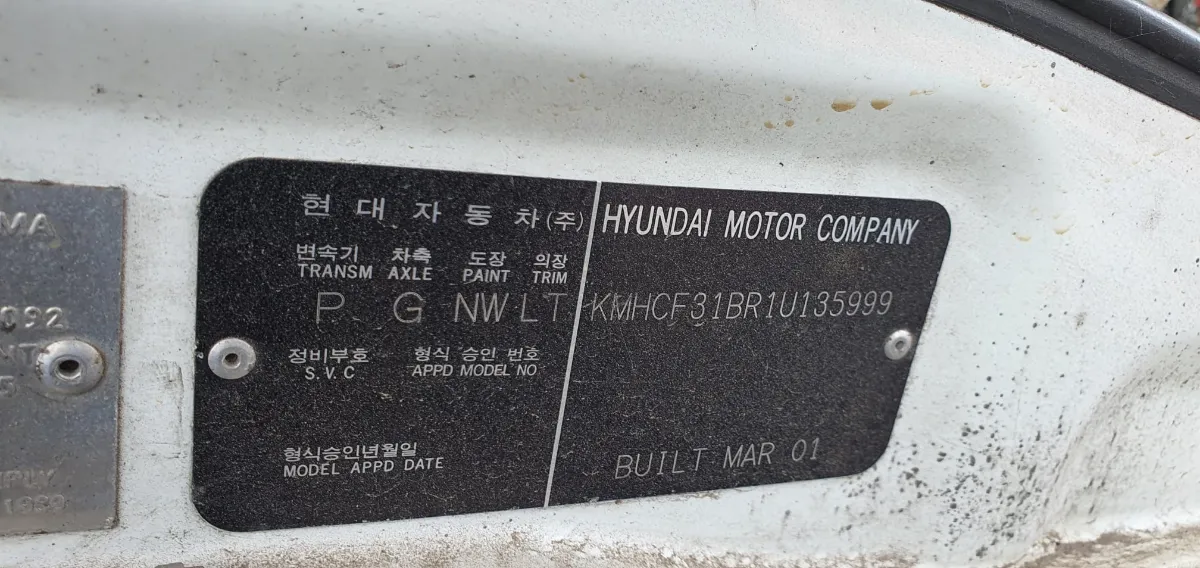 현대자동차(주) HYUNDAI MOTOR COMPANY
변속기 차축 도장 의장
TRANSM AXLE PAINT TRIM
P G NW LT KMHCF31BR1U135999
정비부호 형식 승인 번호
S.V.C APPD MODEL NO
형식승인년월일
MODEL APPD DATE
BUILT MAR 01